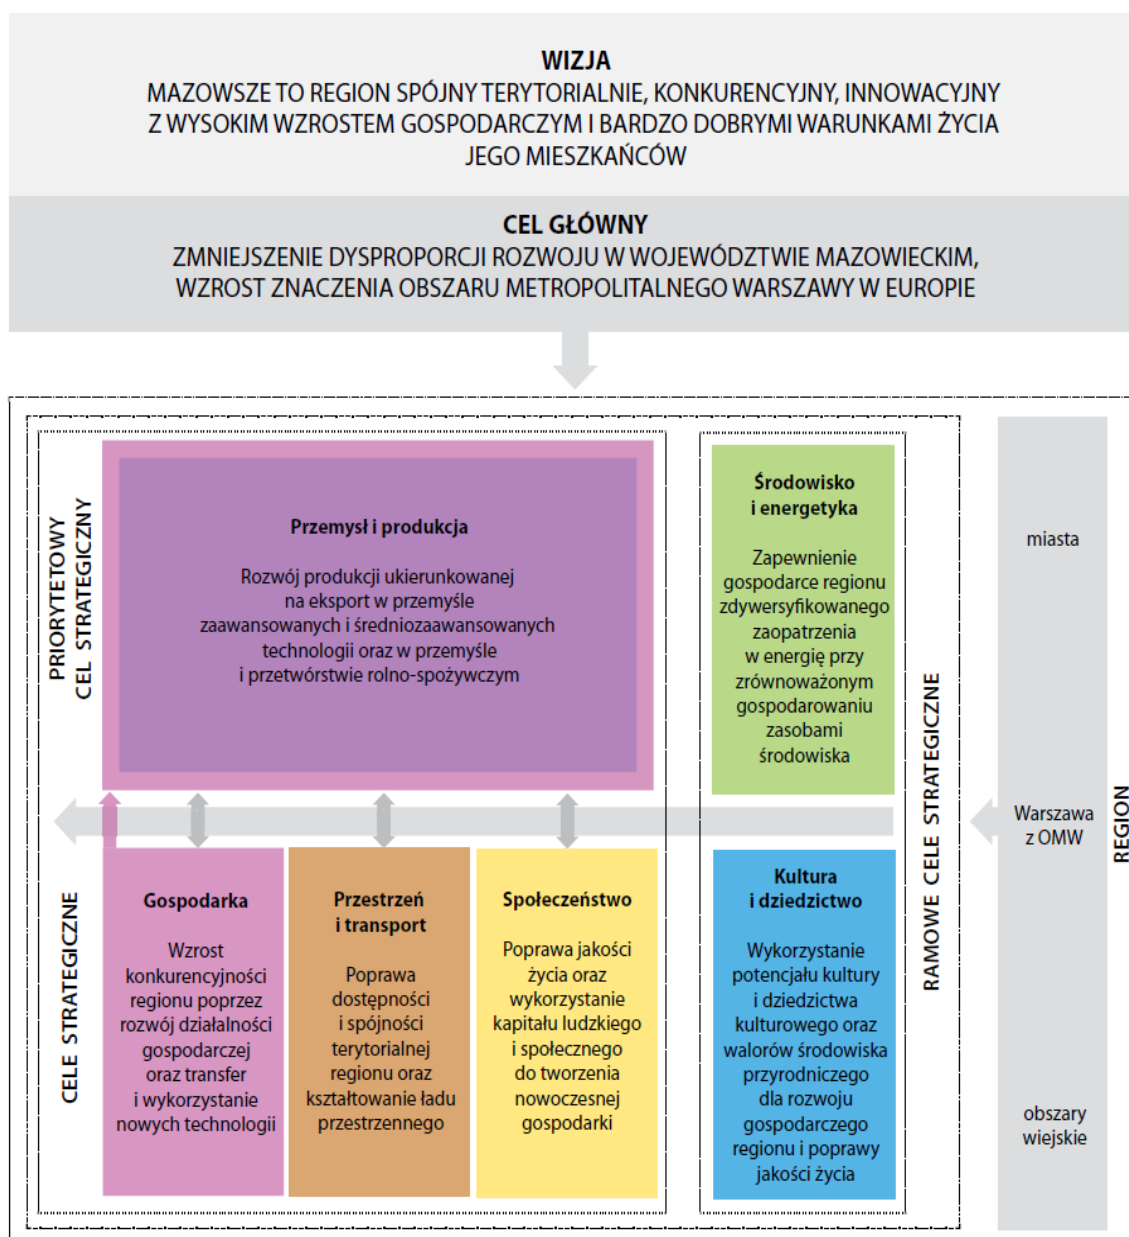 WIZJA
MAZOWSZE TO REGION SPÓJNY TERYTORIALNIE, KONKURENCYJNY, INNOWACYJNY
Z WYSOKIM WZROSTEM GOSPODARCZYM I BARDZO DOBRYMI WARUNKAMI ŻYCIA
JEGO MIESZKAŃCÓW
CEL GŁÓWNY
ZMNIEJSZENIE DYSPROPORCJI ROZWOJU W WOJEWÓDZTWIE MAZOWIECKIM,
WZROST ZNACZENIA OBSZARU METROPOLITALNEGO WARSZAWY W EUROPIE
PRIORYTETOWY
CEL STRATEGICZNY
Przemysł i produkcja
Rozwój produkcji ukierunkowanej
na eksport w przemyśle
zaawansowanych i średniozaawansowanych
technologii oraz w przemyśle
i przetwórstwie rolno-spożywczym
Środowisko
i energetyka
Zapewnienie
gospodarce regionu
zdywersyfikowanego
zaopatrzenia
w energię przy
zrównoważonym
gospodarowaniu
zasobami
środowiska
CELE STRATEGICZNE
Gospodarka
Wzrost
konkurencyjności
regionu poprzez
rozwój działalności
gospodarczej
oraz transfer
i wykorzystanie
nowych technologii
Przestrzeń
i transport
Poprawa
dostępności
i spójności
terytorialnej
regionu oraz
kształtowanie ładu
przestrzennego
Społeczeństwo
Poprawa jakości
życia oraz
wykorzystanie
kapitału ludzkiego
i społecznego
do tworzenia
nowoczesnej
gospodarki
Kultura
i dziedzictwo
Wykorzystanie
potencjału kultury
i dziedzictwa
kulturowego oraz
walorów środowiska
przyrodniczego
dla rozwoju
gospodarczego
regionu i poprawy
jakości życia
RAMOWE CELE STRATEGICZNE
miasta
Warszawa
z OMW
obszary
wiejskie
REGION